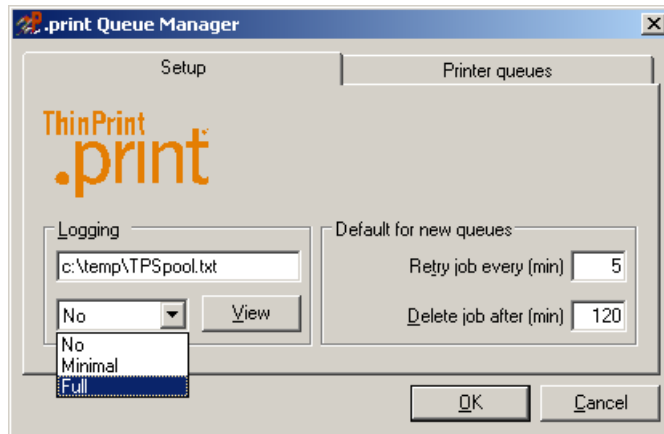 .print Queue Manager
Setup
Printer queues
ThinPrint
.print
Logging
c:\temp\TPSpool.txt
No
View
No
Minimal
Full
Default for new queues
Retry job every (min) 5
Delete job after (min) 120
OK
Cancel